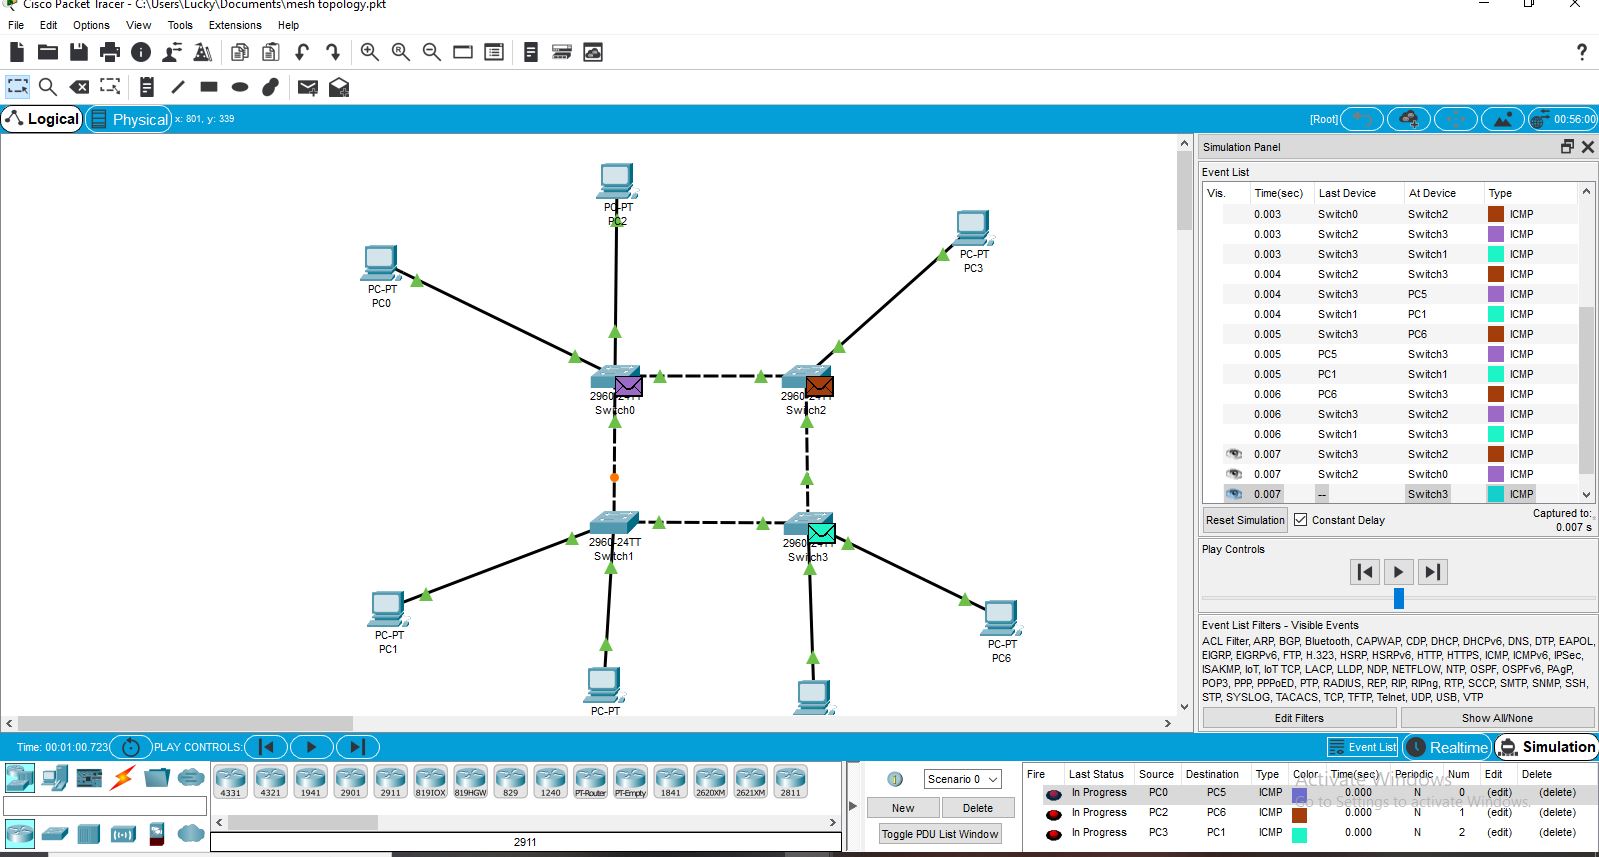 Cisco Packet Tracer - C:\Users\Lucky\Documents\mesh topology.pkt
File Edit Options View Tools Extensions Help
Logical Physical x: 801, y: 339 [Root] 00:56:00
PC-PT
PC2
PC-PT
PC3
PC-PT
PC0
2960-24TT
Switch0
2960-24TT
Switch2
2960-24TT
Switch1
2960-24TT
Switch3
PC-PT
PC1
PC-PT
PC6
PC-PT
Simulation Panel
Event List
Vis. Time(sec) Last Device At Device Type
0.003 Switch0 Switch2 ICMP
0.003 Switch2 Switch3 ICMP
0.003 Switch3 Switch1 ICMP
0.004 Switch2 Switch3 ICMP
0.004 Switch3 PC5 ICMP
0.004 Switch1 PC1 ICMP
0.005 Switch3 PC6 ICMP
0.005 PC5 Switch3 ICMP
0.005 PC1 Switch1 ICMP
0.006 PC6 Switch3 ICMP
0.006 Switch3 Switch2 ICMP
0.006 Switch1 Switch3 ICMP
0.007 Switch3 Switch2 ICMP
0.007 Switch2 Switch0 ICMP
0.007 -- Switch3 ICMP
Reset Simulation Constant Delay Captured to:
0.007 s
Play Controls
Event List Filters - Visible Events
ACL Filter, ARP, BGP, Bluetooth, CAPWAP, CDP, DHCP, DHCPv6, DNS, DTP, EAPOL,
EIGRP, EIGRPv6, FTP, H.323, HSRP, HSRPv6, HTTP, HTTPS, ICMP, ICMPv6, IPSec,
ISAKMP, IoT, IoT TCP, LACP, LLDP, NDP, NETFLOW, NTP, OSPF, OSPFv6, PAgP,
POP3, PPP, PPPoED, PTP, RADIUS, REP, RIP, RIPng, RTP, SCCP, SMTP, SNMP, SSH,
STP, SYSLOG, TACACS, TCP, TFTP, Telnet, UDP, USB, VTP
Edit Filters Show All/None
Time: 00:01:00.723 PLAY CONTROLS: Event List Realtime Simulation
4331 4321 1941 2901 2911 819IOX 819HGW 829 1240 PT-Router PT-Empty 1841 2620XM 2621XM 2811
2911
Scenario 0
New Delete
Toggle PDU List Window
Fire Last Status Source Destination Type Color Time(sec) Periodic Num Edit Delete
In Progress PC0 PC5 ICMP 0.000 N 0 (edit) (delete)
In Progress PC2 PC6 ICMP 0.000 N 1 (edit) (delete)
In Progress PC3 PC1 ICMP 0.000 N 2 (edit) (delete)
Activate Windows
Go to Settings to activate Windows.